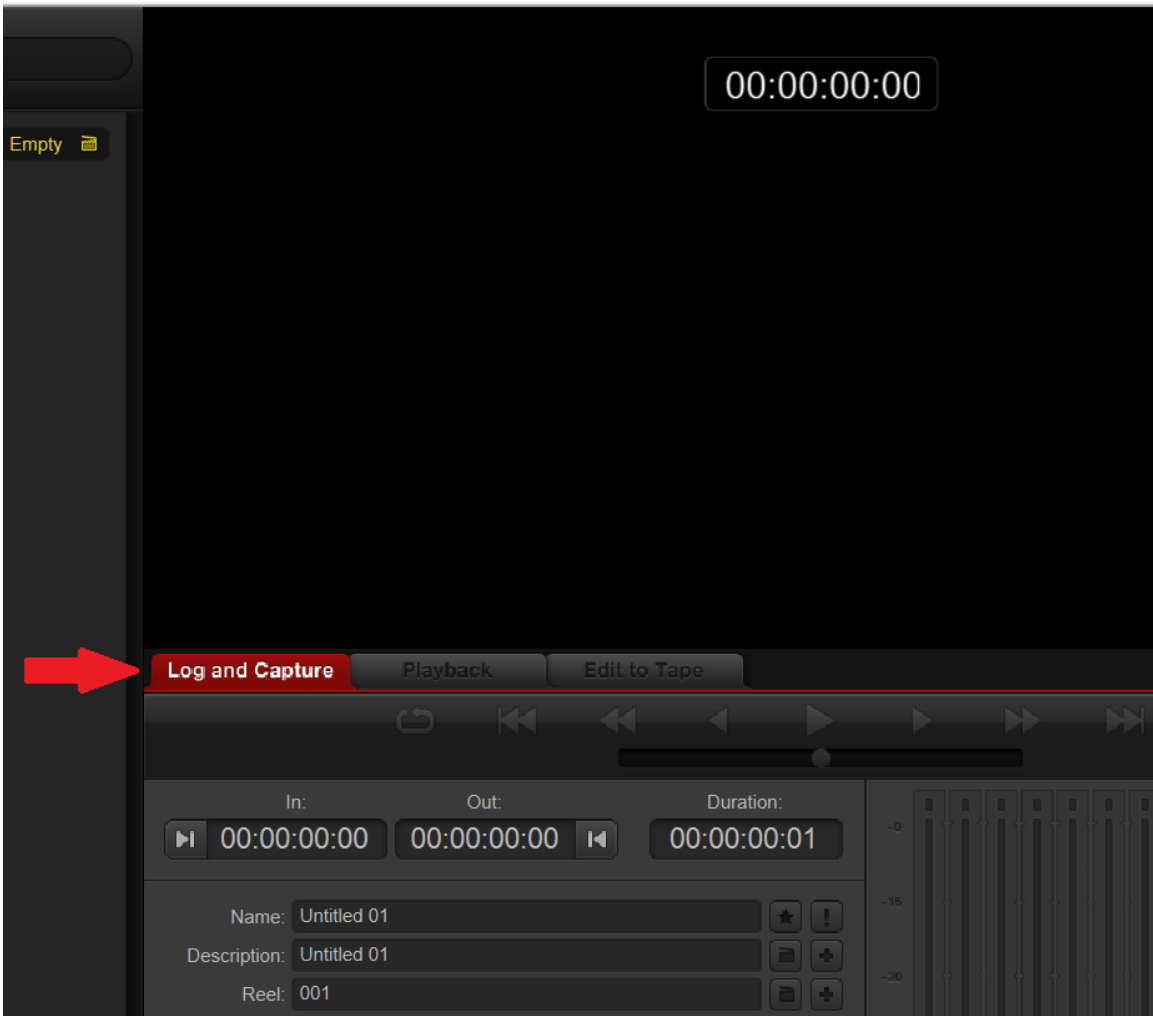 00:00:00:00
Empty
Log and Capture Playback Edit to Tape
In: Out: Duration:
00:00:00:00 00:00:00:00 00:00:00:01
-0
-15
Name: Untitled 01
Description: Untitled 01
-30
Reel: 001